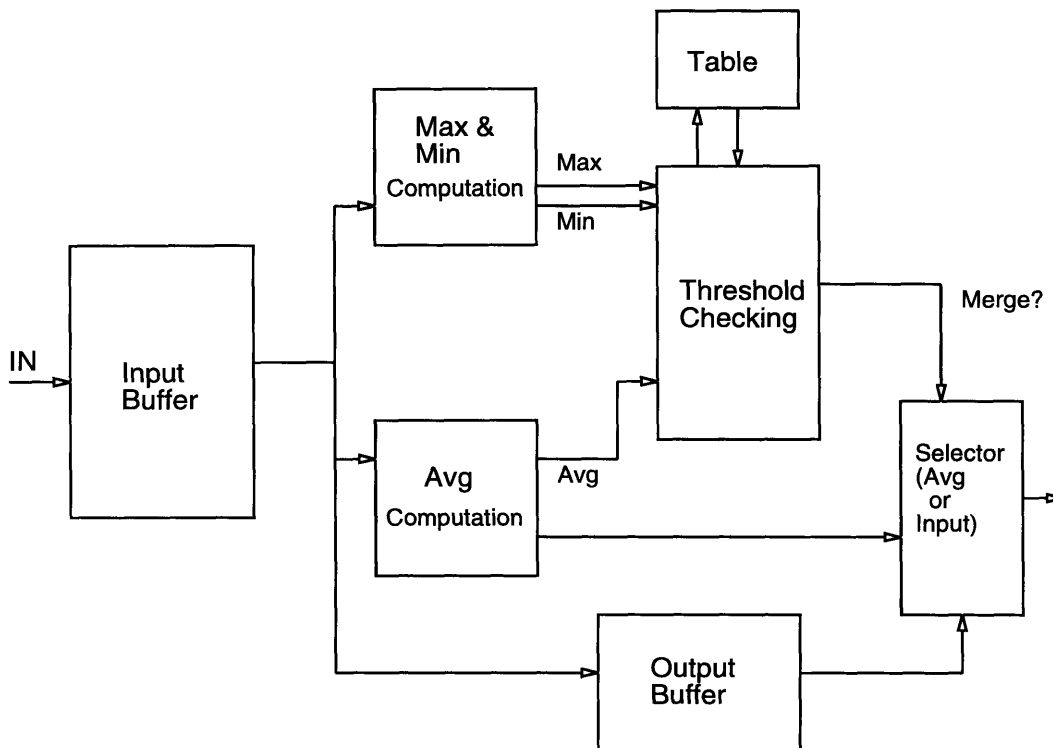 Table
Max &
Min
Computation
Max
Min
Threshold
Checking
Merge?
IN
Input
Buffer
Avg
Computation
Avg
Selector
(Avg
or
Input)
Output
Buffer